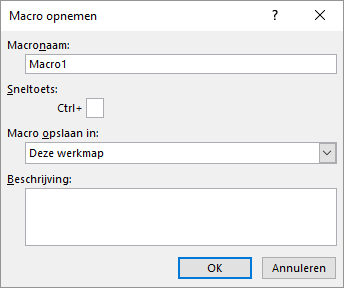 Macro opnemen
?
Macronaam:
Macro1
Sneltoets:
Ctrl+
Macro opslaan in:
Deze werkmap
Beschrijving:
OK
Annuleren